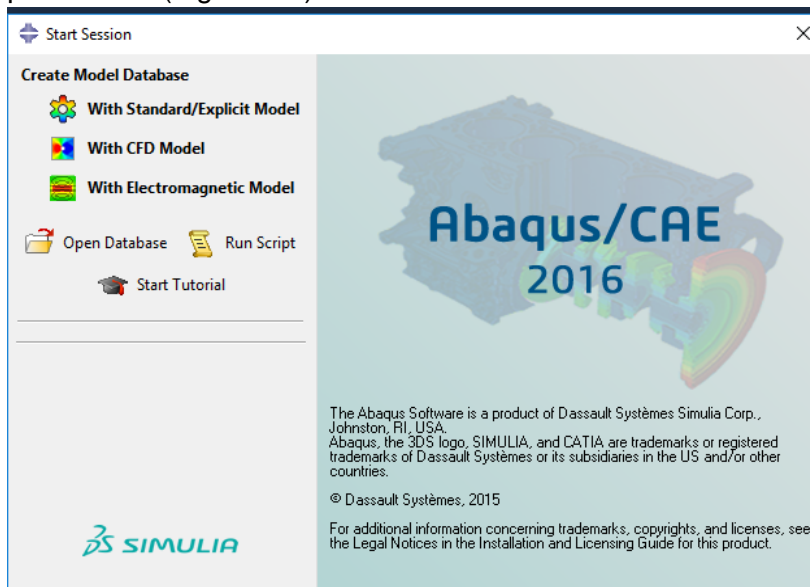 Start Session
Create Model Database
With Standard/Explicit Model
With CFD Model
With Electromagnetic Model
Open Database Run Script
Start Tutorial
Abaqus/CAE
2016
The Abaqus Software is a product of Dassault Systèmes Simulia Corp.,
Johnston, RI, USA.
Abaqus, the 3DS logo, SIMULIA, and CATIA are trademarks or registered
trademarks of Dassault Systèmes or its subsidiaries in the US and/or other
countries.
© Dassault Systèmes, 2015
For additional information concerning trademarks, copyrights, and licenses, see
the Legal Notices in the Installation and Licensing Guide for this product.
3DS SIMULIA